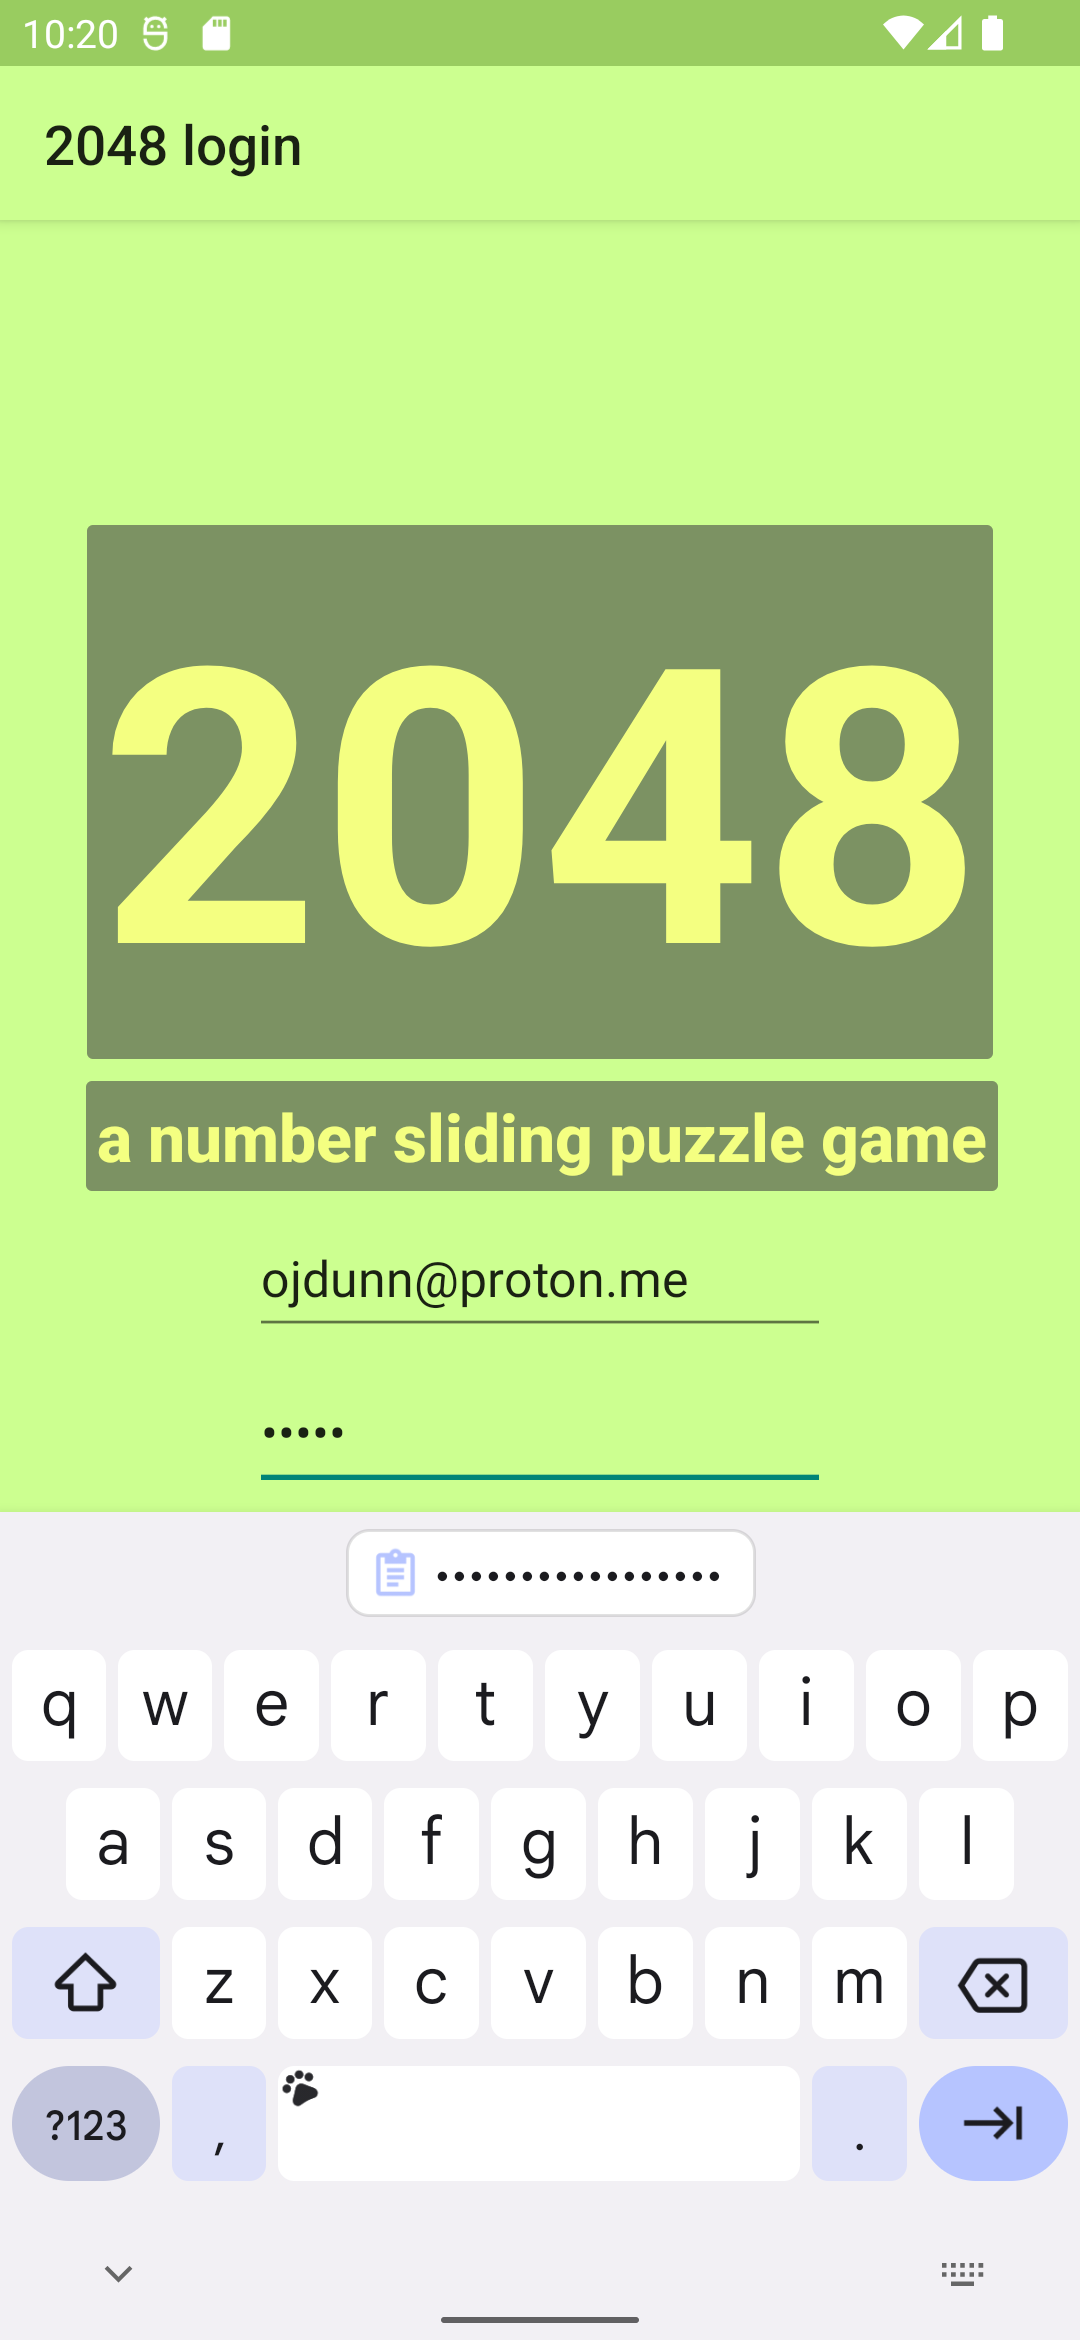 10:20
2048 login
2048
a number sliding puzzle game
ojdunn@proton.me
•••••
•••••••••••••••••
q w e r t y u i o p
a s d f g h j k l
z x c v b n m
?123 , .